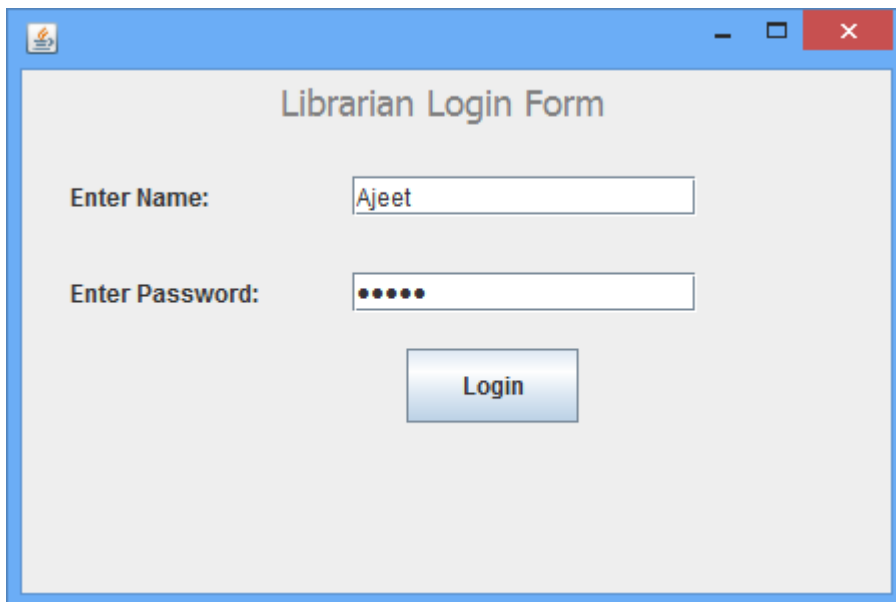 Librarian Login Form
Enter Name: Ajeet
Enter Password: •••••
Login